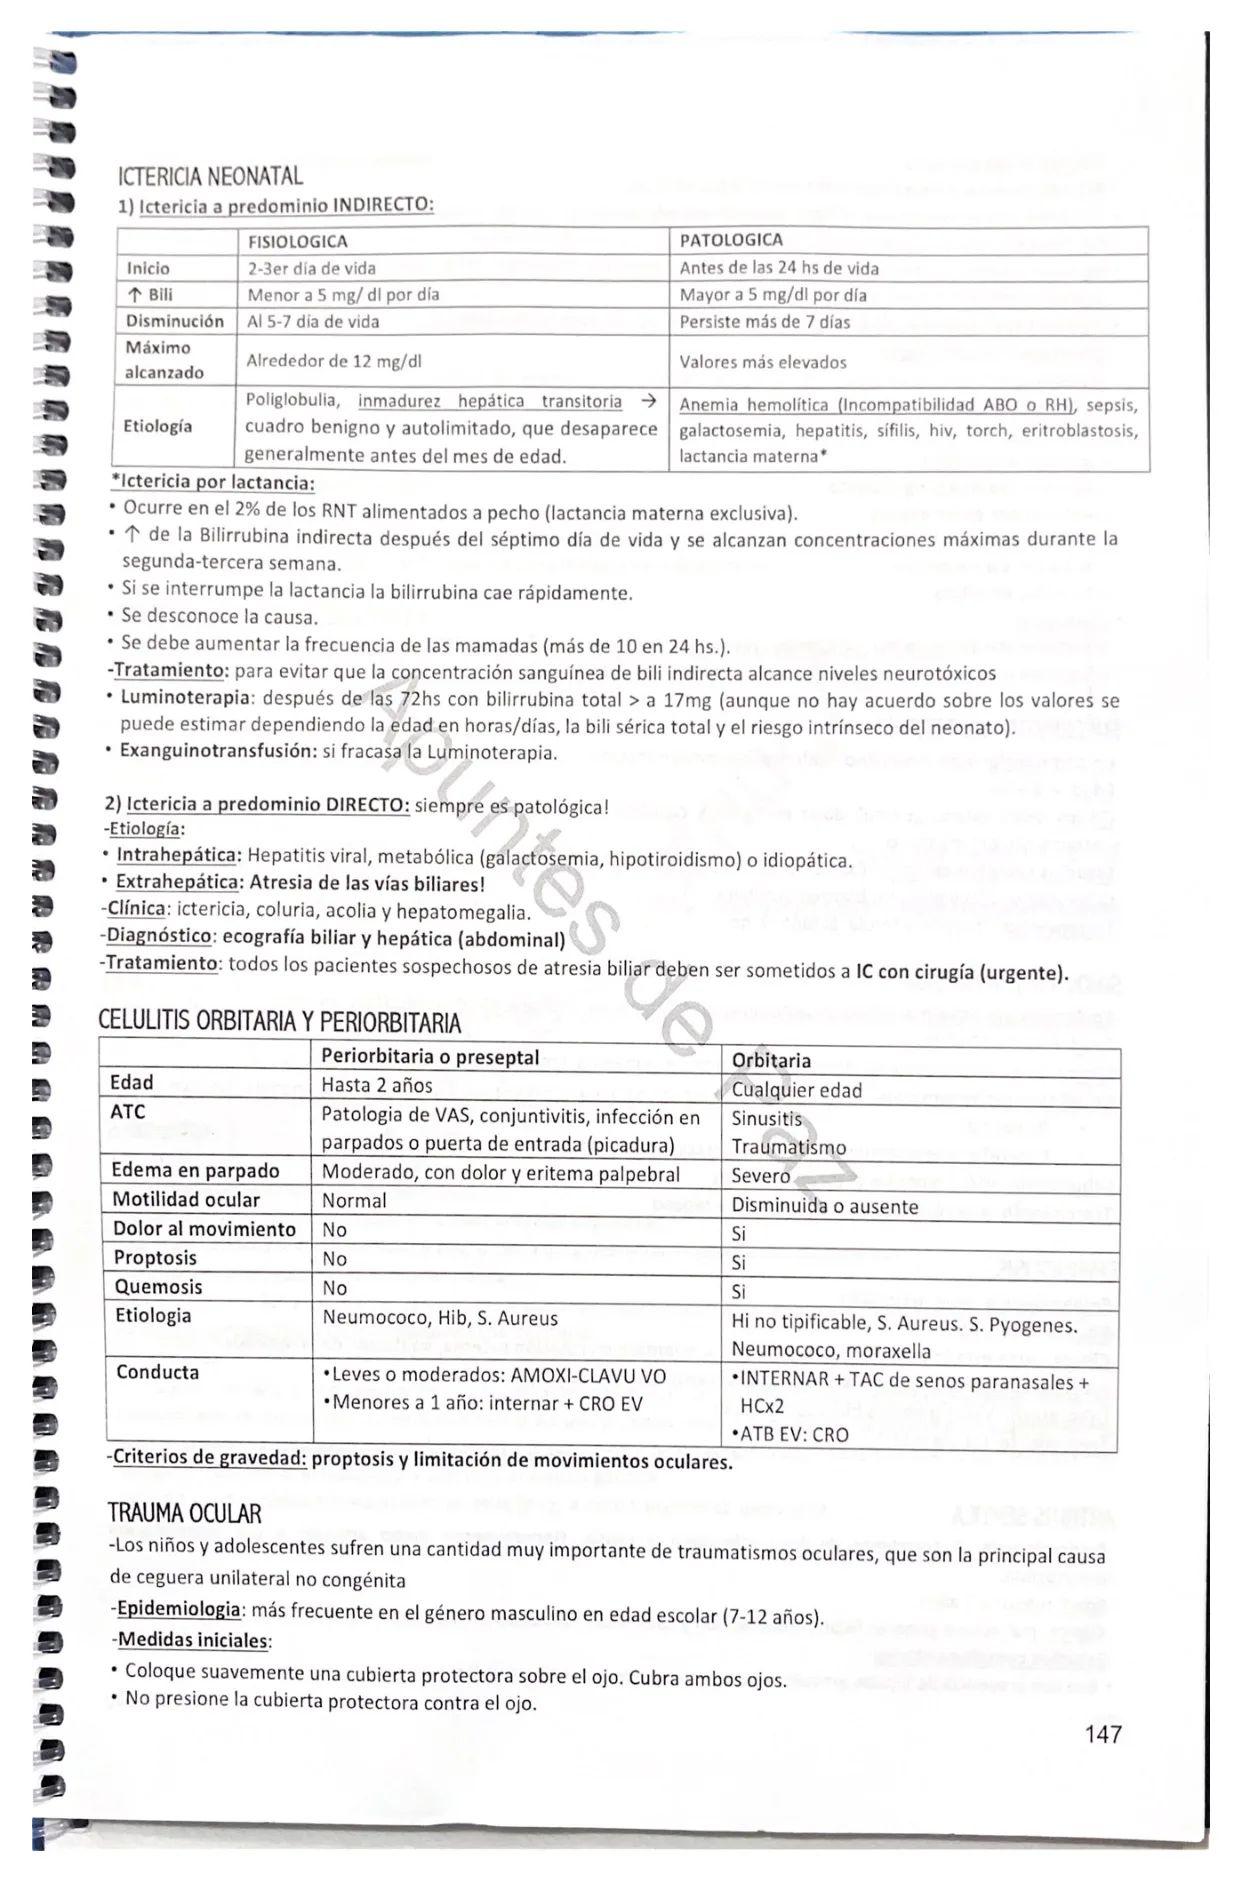 ICTERICIA NEONATAL
1) Ictericia a predominio INDIRECTO:
FISIOLOGICA PATOLOGICA
Inicio 2-3er día de vida Antes de las 24 hs de vida
↑ Bili Menor a 5 mg/ dl por día Mayor a 5 mg/dl por día
Disminución Al 5-7 día de vida Persiste más de 7 días
Máximo
alcanzado Alrededor de 12 mg/dl Valores más elevados
Etiología Poliglobulia, inmadurez hepática transitoria →
cuadro benigno y autolimitado, que desaparece
generalmente antes del mes de edad.
Anemia hemolítica (Incompatibilidad ABO o RH), sepsis,
galactosemia, hepatitis, sífilis, hiv, torch, eritroblastosis,
lactancia materna*
*Ictericia por lactancia:
• Ocurre en el 2% de los RNT alimentados a pecho (lactancia materna exclusiva).
• ↑ de la Bilirrubina indirecta después del séptimo día de vida y se alcanzan concentraciones máximas durante la
segunda-tercera semana.
• Si se interrumpe la lactancia la bilirrubina cae rápidamente.
• Se desconoce la causa.
• Se debe aumentar la frecuencia de las mamadas (más de 10 en 24 hs.).
-Tratamiento: para evitar que la concentración sanguínea de bili indirecta alcance niveles neurotóxicos
• Luminoterapia: después de las 72hs con bilirrubina total > a 17mg (aunque no hay acuerdo sobre los valores se
puede estimar dependiendo la edad en horas/días, la bili sérica total y el riesgo intrínseco del neonato).
• Exanguinotransfusión: si fracasa la Luminoterapia.
2) Ictericia a predominio DIRECTO: siempre es patológica!
-Etiología:
• Intrahepática: Hepatitis viral, metabólica (galactosemia, hipotiroidismo) o idiopática.
• Extrahepática: Atresia de las vías biliares!
-Clínica: ictericia, coluria, acolia y hepatomegalia.
-Diagnóstico: ecografía biliar y hepática (abdominal)
-Tratamiento: todos los pacientes sospechosos de atresia biliar deben ser sometidos a IC con cirugía (urgente).
Apuntes de Paz
CELULITIS ORBITARIA Y PERIORBITARIA
Periorbitaria o preseptal Orbitaria
Edad Hasta 2 años Cualquier edad
ATC Patologia de VAS, conjuntivitis, infección en
parpados o puerta de entrada (picadura)
Sinusitis
Traumatismo
Edema en parpado Moderado, con dolor y eritema palpebral Severo
Motilidad ocular Normal Disminuida o ausente
Dolor al movimiento No Si
Proptosis No Si
Quemosis No Si
Etiologia Neumococo, Hib, S. Aureus Hi no tipificable, S. Aureus. S. Pyogenes.
Neumococo, moraxella
Conducta •Leves o moderados: AMOXI-CLAVU VO
•Menores a 1 año: internar + CRO EV
•INTERNAR + TAC de senos paranasales +
HCx2
•ATB EV: CRO
-Criterios de gravedad: proptosis y limitación de movimientos oculares.
TRAUMA OCULAR
-Los niños y adolescentes sufren una cantidad muy importante de traumatismos oculares, que son la principal causa
de ceguera unilateral no congénita
-Epidemiologia: más frecuente en el género masculino en edad escolar (7-12 años).
-Medidas iniciales:
• Coloque suavemente una cubierta protectora sobre el ojo. Cubra ambos ojos.
• No presione la cubierta protectora contra el ojo.
147